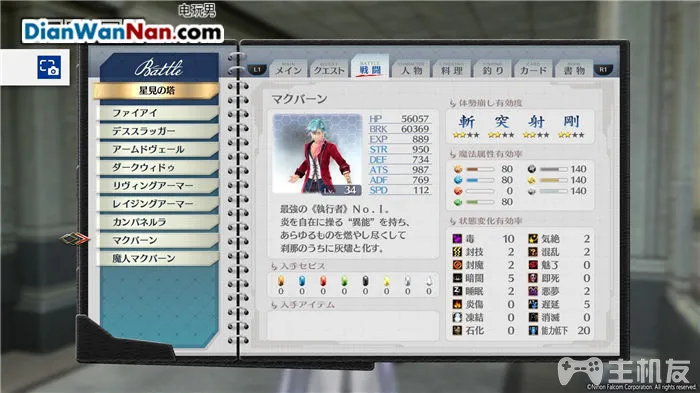 电玩男
DianWanNan.com
Battle
星見の塔
ファイアイ
デススラッガー
アームドヴェール
ダークウィドゥ
リヴィングアーマー
レイジングアーマー
カンパネルラ
マクバーン
魔人マクバーン
L1 メイン クエスト BATTLE 戦闘 人物 料理 釣り カード 書物 R1
マクバーン
HP 56057
BRK 60369
EXP 889
STR 950
DEF 734
ATS 987
ADF 769
SPD 112
Lv. 34
最強の《執行者》No.Ⅰ。
炎を自在に操る“異能”を持ち、
あらゆるものを燃やし尽くして
刹那のうちに灰燼と化す。
入手セピス
0 0 0 0 0 0 0
入手アイテム
体勢崩し有効度
斬 突 射 剛
魔法属性有効率
80 140
80 140
0 140
80
状態変化有効率
毒 10 気絶 2
封技 2 混乱 2
封魔 2 魅了 0
暗闇 5 即死 0
睡眠 2 悪夢 2
炎傷 0 遅延 5
凍結 0 消滅 0
石化 0 能力低下 20
主机友
©Nihon Falcom Corporation. All rights reserved.